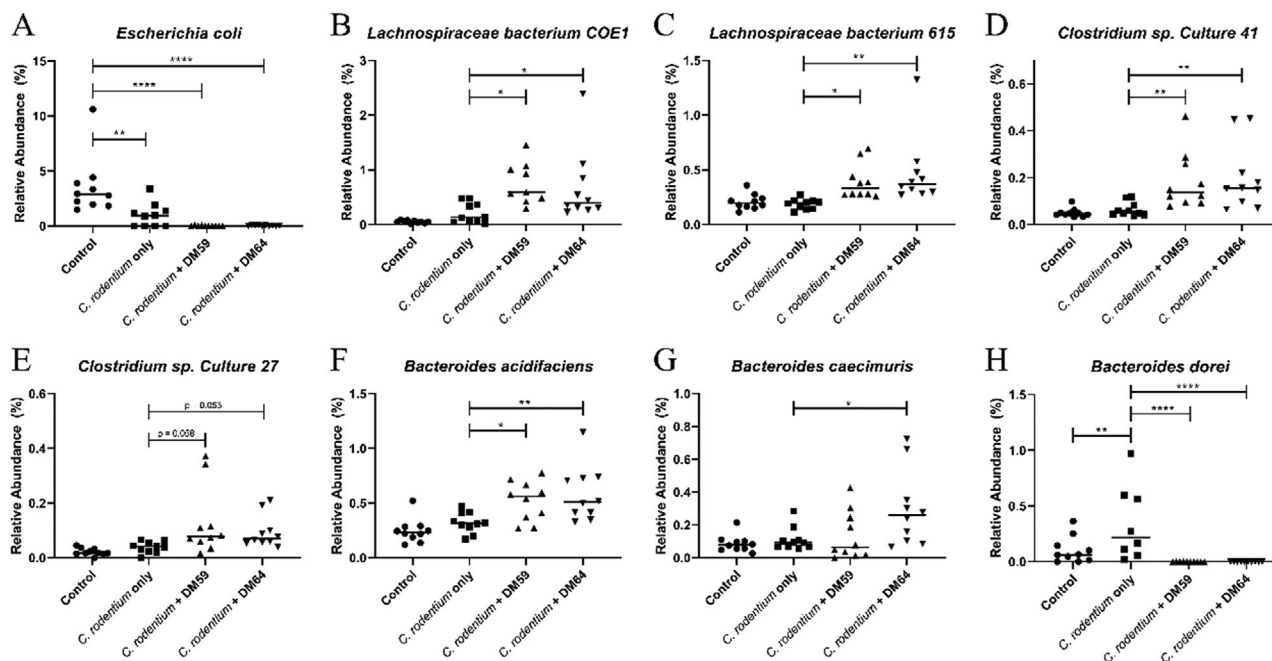 A
Escherichia coli
Relative Abundance (%)
15
10
5
0
****
****
**
Control
C. rodentium only
C. rodentium + DM59
C. rodentium + DM64
B
Lachnospiraceae bacterium COE1
Relative Abundance (%)
3
2
1
0
*
*
Control
C. rodentium only
C. rodentium + DM59
C. rodentium + DM64
C
Lachnospiraceae bacterium 615
Relative Abundance (%)
1.5
1.0
0.5
0.0
**
*
Control
C. rodentium only
C. rodentium + DM59
C. rodentium + DM64
D
Clostridium sp. Culture 41
Relative Abundance (%)
0.6
0.4
0.2
0.0
**
**
Control
C. rodentium only
C. rodentium + DM59
C. rodentium + DM64
E
Clostridium sp. Culture 27
Relative Abundance (%)
0.6
0.4
0.2
0.0
Control
C. rodentium only
C. rodentium + DM59
C. rodentium + DM64
F
Bacteroides acidifaciens
Relative Abundance (%)
1.5
1.0
0.5
0.0
**
*
Control
C. rodentium only
C. rodentium + DM59
C. rodentium + DM64
G
Bacteroides caecimuris
Relative Abundance (%)
1.0
0.8
0.6
0.4
0.2
0.0
*
Control
C. rodentium only
C. rodentium + DM59
C. rodentium + DM64
H
Bacteroides dorei
Relative Abundance (%)
1.5
1.0
0.5
0.0
****
****
**
Control
C. rodentium only
C. rodentium + DM59
C. rodentium + DM64